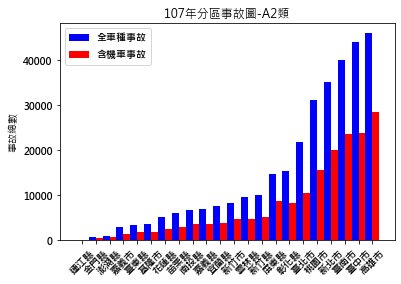 107年分區事故圖-A2類
全車種事故
含機車事故
事故總數
40000
30000
20000
10000
0
連江縣
金門縣
澎湖縣
嘉義市
臺東縣
基隆市
花蓮縣
苗栗縣
南投縣
嘉義縣
宜蘭縣
新竹市
雲林縣
新竹縣
屏東縣
彰化縣
臺北市
桃園市
新北市
臺南市
臺中市
高雄市